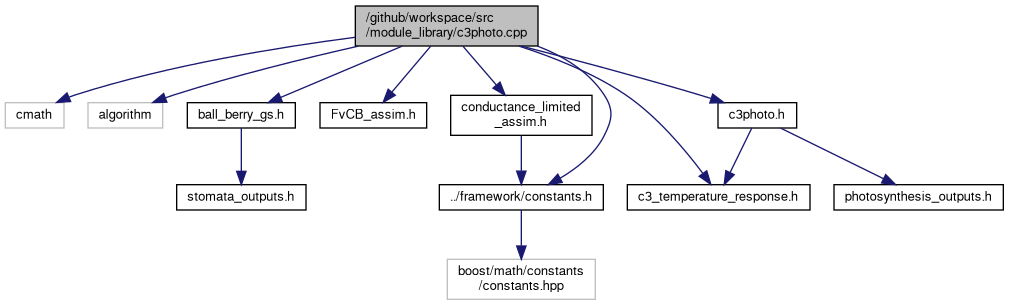 /github/workspace/src
/module_library/c3photo.cpp
cmath
algorithm
ball_berry_gs.h
FvCB_assim.h
conductance_limited
_assim.h
c3photo.h
stomata_outputs.h
../framework/constants.h
c3_temperature_response.h
photosynthesis_outputs.h
boost/math/constants
/constants.hpp